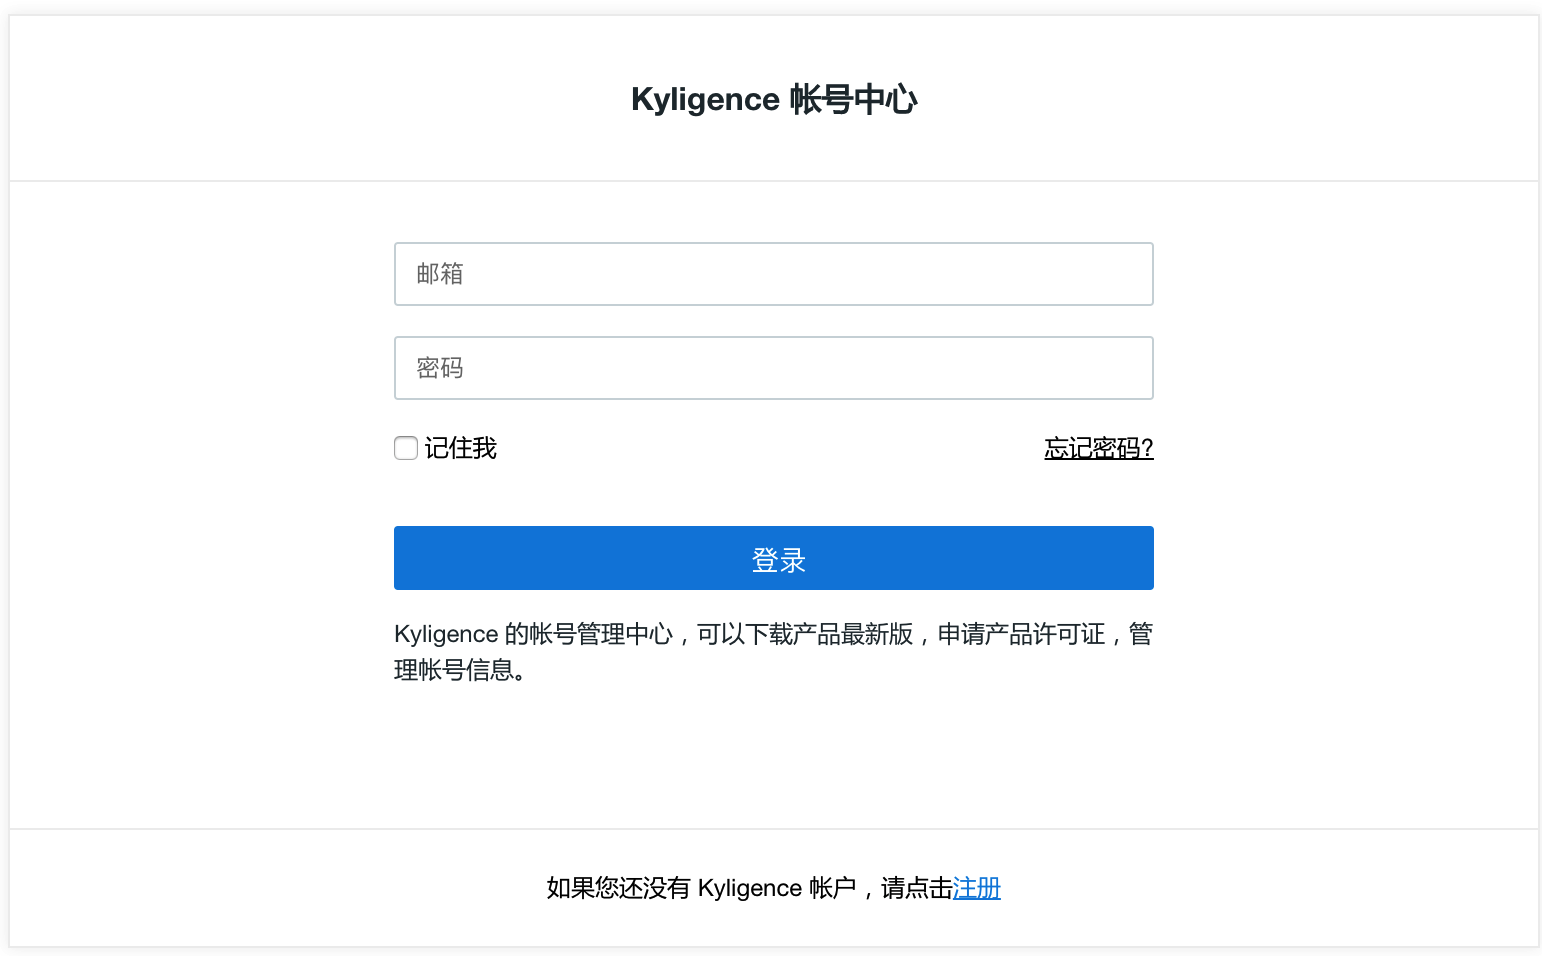 Kyligence 帐号中心
邮箱
密码
记住我
忘记密码?
登录
Kyligence 的帐号管理中心，可以下载产品最新版，申请产品许可证，管
理帐号信息。
如果您还没有 Kyligence 帐户，请点击注册